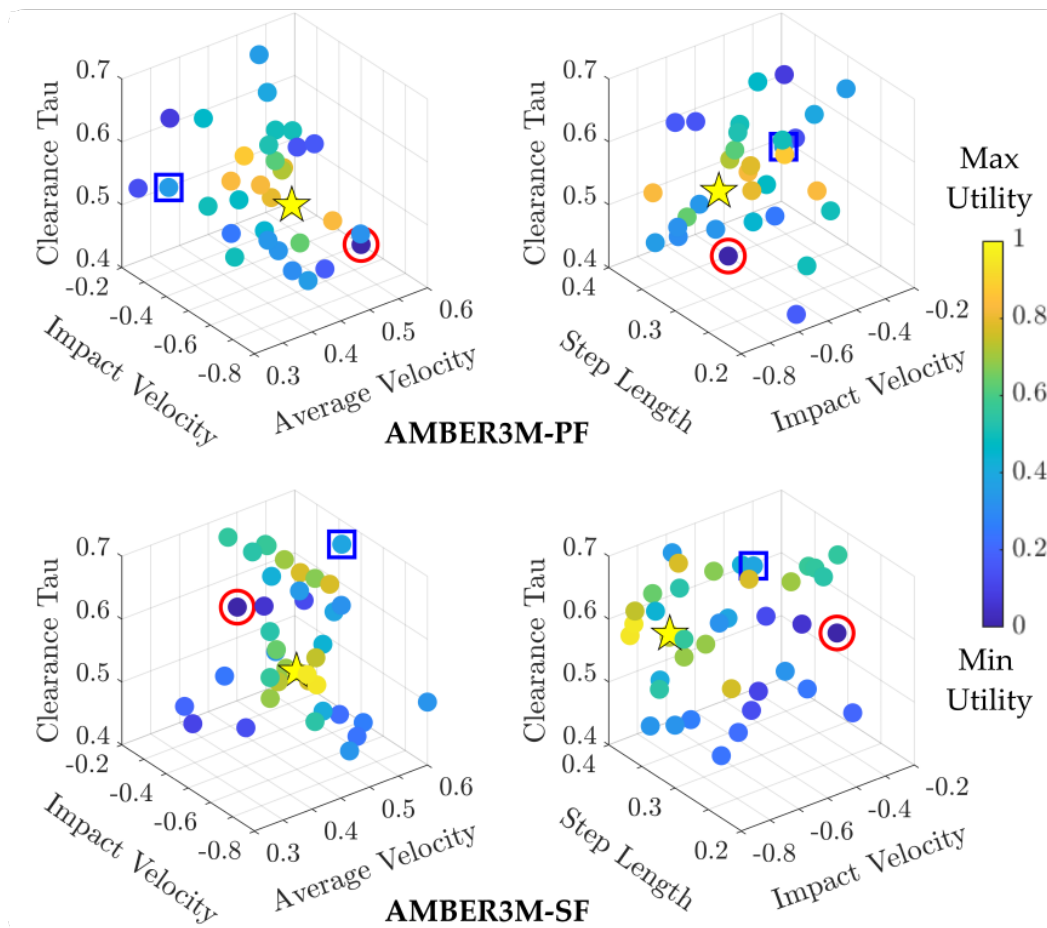 0.7
0.6
0.5
0.4
Clearance Tau
-0.2
-0.4
-0.6
-0.8
Impact Velocity
0.3
0.4
0.5
0.6
Average Velocity
0.7
0.6
0.5
0.4
Clearance Tau
0.4
0.3
0.2
Step Length
-0.8
-0.6
-0.4
-0.2
Impact Velocity
AMBER3M-PF
Max
Utility
1
0.8
0.6
0.4
0.2
0
Min
Utility
0.7
0.6
0.5
0.4
Clearance Tau
-0.2
-0.4
-0.6
-0.8
Impact Velocity
0.3
0.4
0.5
0.6
Average Velocity
0.7
0.6
0.5
0.4
Clearance Tau
0.4
0.3
0.2
Step Length
-0.8
-0.6
-0.4
-0.2
Impact Velocity
AMBER3M-SF